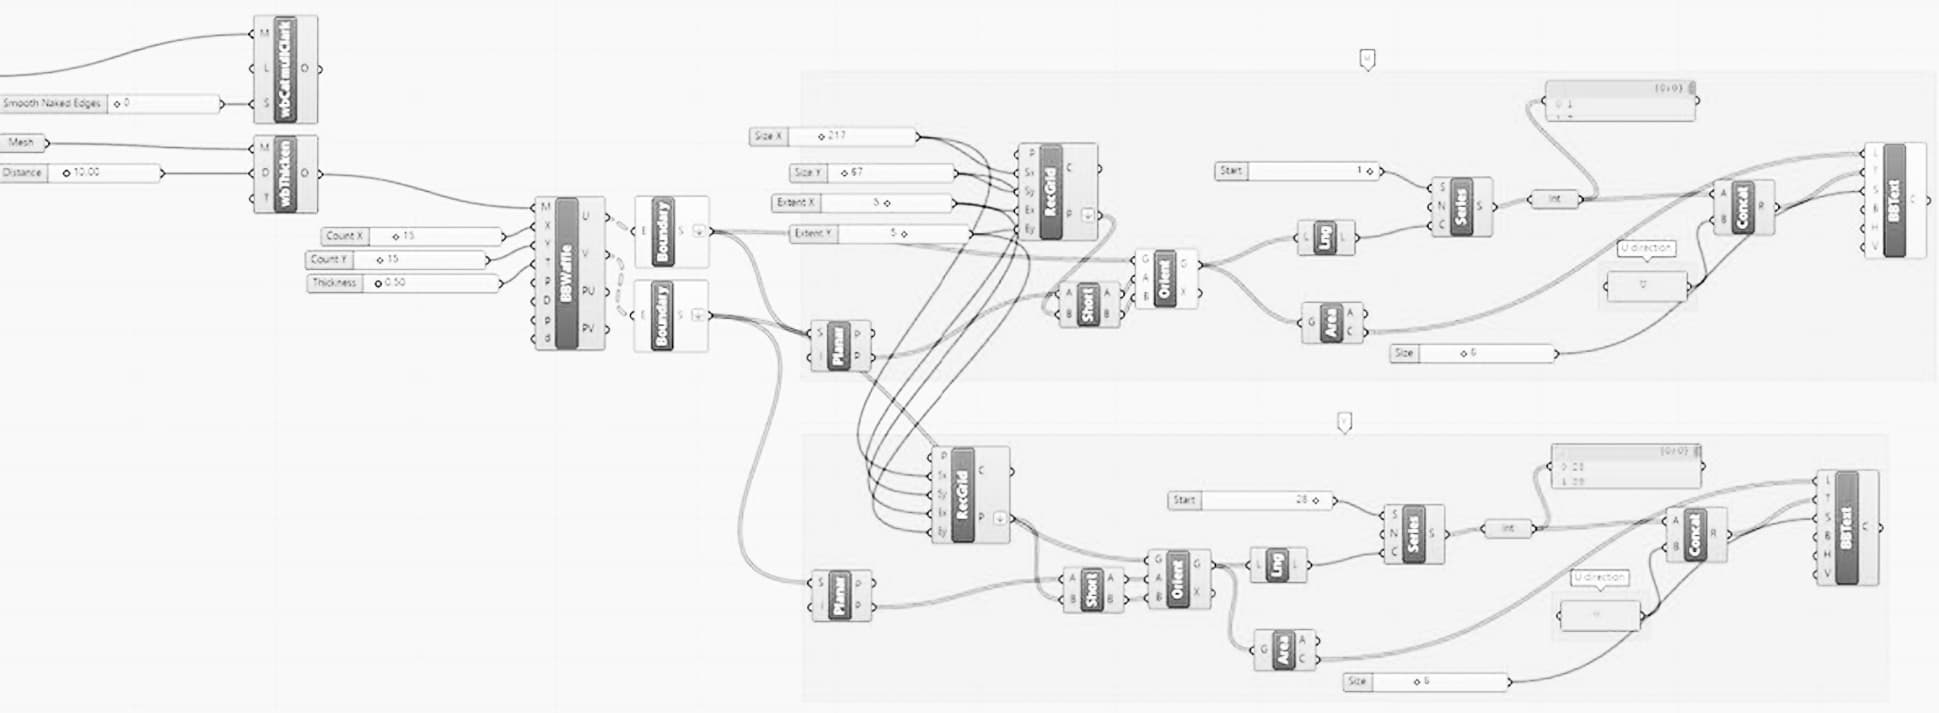 M
L
S
O
wbCatmullClark
Smooth Naked Edges 0
Mesh
Distance 10.00
M
D
T
O
wbThicken
Count X 15
Count Y 15
Thickness 0.50
M
X
Y
T
P
D
P
BBWaffle
U
V
PU
PV
E Boundary S
E Boundary S
Size X 217
Size Y 67
Extent X 5
Extent Y 5
P
Sx
Sy
Ex
Ey
RecGrid
C
P
S
Planar
P
P
A
B
Short
A
B
G
A
B
Orient
G
X
L Lng L
G Area A
C
Start 1
S
N
C
Series
S
Int
{0;0}
0 1
U direction
U
Size 6
A
B
Concat
R
L
T
S
B
H
V
BBText
C
P
Sx
Sy
Ex
Ey
RecGrid
C
P
S
Planar
P
P
A
B
Short
A
B
G
A
B
Orient
G
X
L Lng L
G Area A
C
Start 28
S
N
C
Series
S
Int
{0;0}
0 28
1 29
U direction
Size 6
A
B
Concat
R
L
T
S
B
H
V
BBText
C